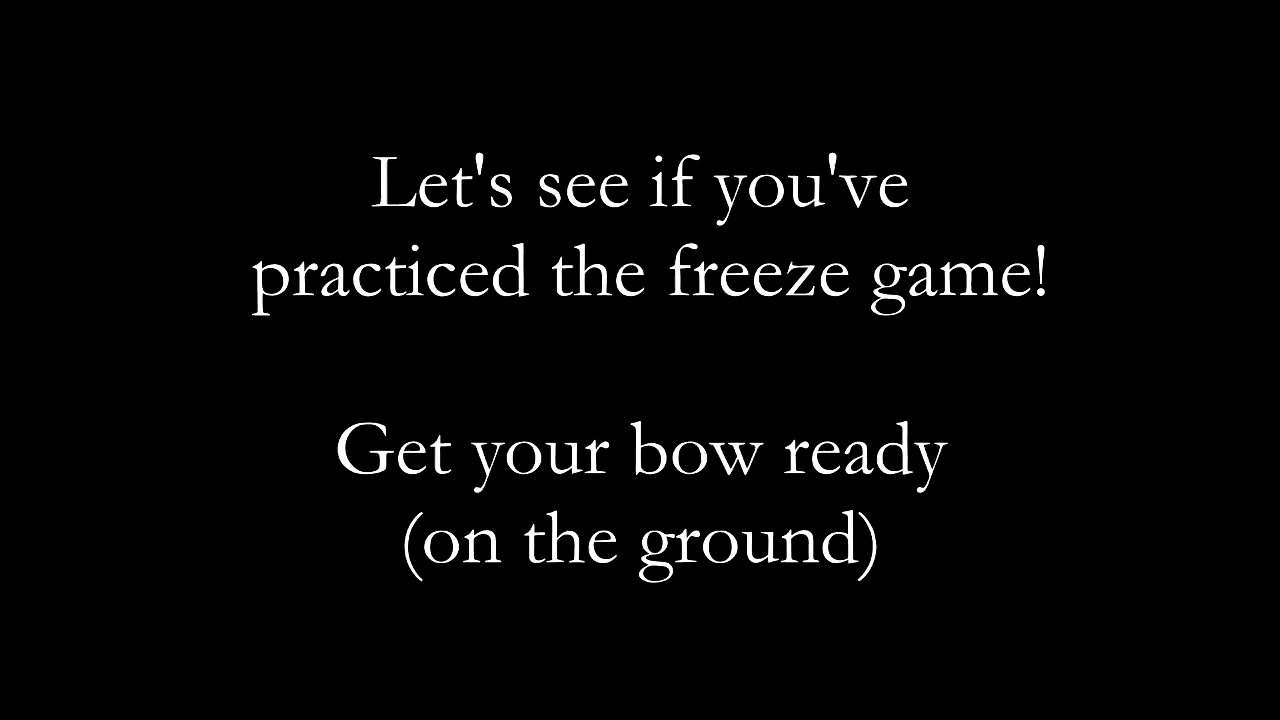 Let's see if you've
practiced the freeze game!
Get your bow ready
(on the ground)